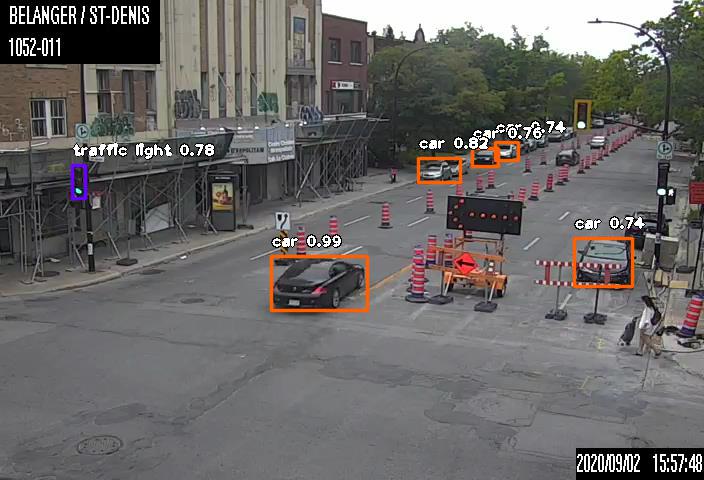 BELANGER / ST-DENIS
1052-011
car 0.74
car 0.76
car 0.82
traffic light 0.78
car 0.74
car 0.99
2020/09/02 15:57:48